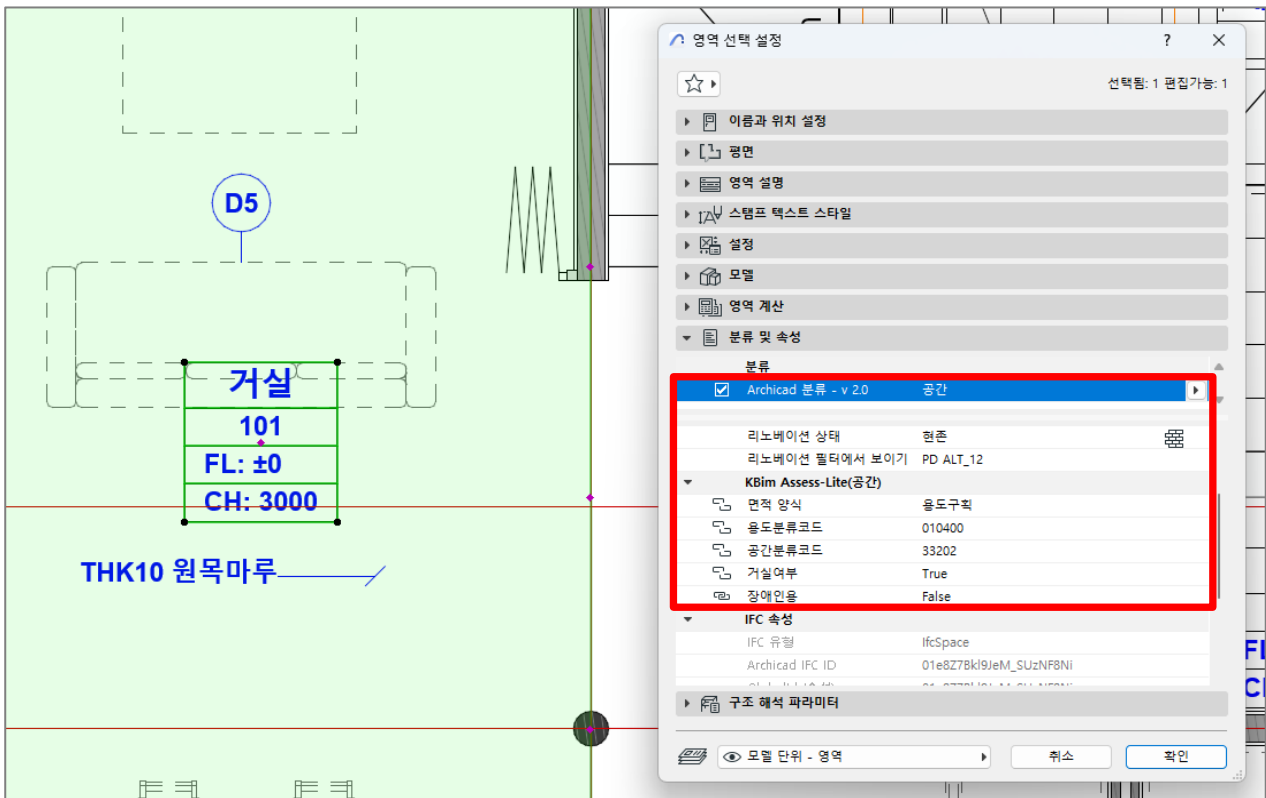 D5
거실
101
FL: ±0
CH: 3000
THK10 원목마루
영역 선택 설정
?
선택됨: 1 편집가능: 1
이름과 위치 설정
평면
영역 설명
스탬프 텍스트 스타일
설정
모델
영역 계산
분류 및 속성
분류
Archicad 분류 - v 2.0 공간
리노베이션 상태 현존
리노베이션 필터에서 보이기 PD ALT_12
KBim Assess-Lite(공간)
면적 양식 용도구획
용도분류코드 010400
공간분류코드 33202
거실여부 True
장애인용 False
IFC 속성
IFC 유형 IfcSpace
Archicad IFC ID 01e8Z7Bkl9JeM_SUzNF8Ni
구조 해석 파라미터
모델 단위 - 영역
취소
확인